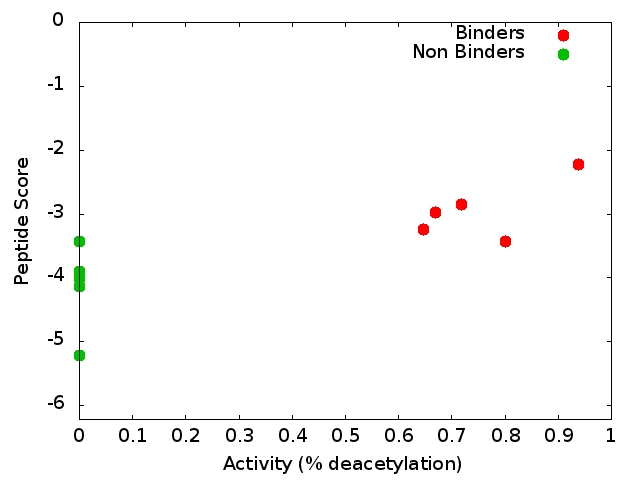 0
Binders
Non Binders
-1
-2
-3
-4
-5
-6
Peptide Score
0 0.1 0.2 0.3 0.4 0.5 0.6 0.7 0.8 0.9 1
Activity (% deacetylation)